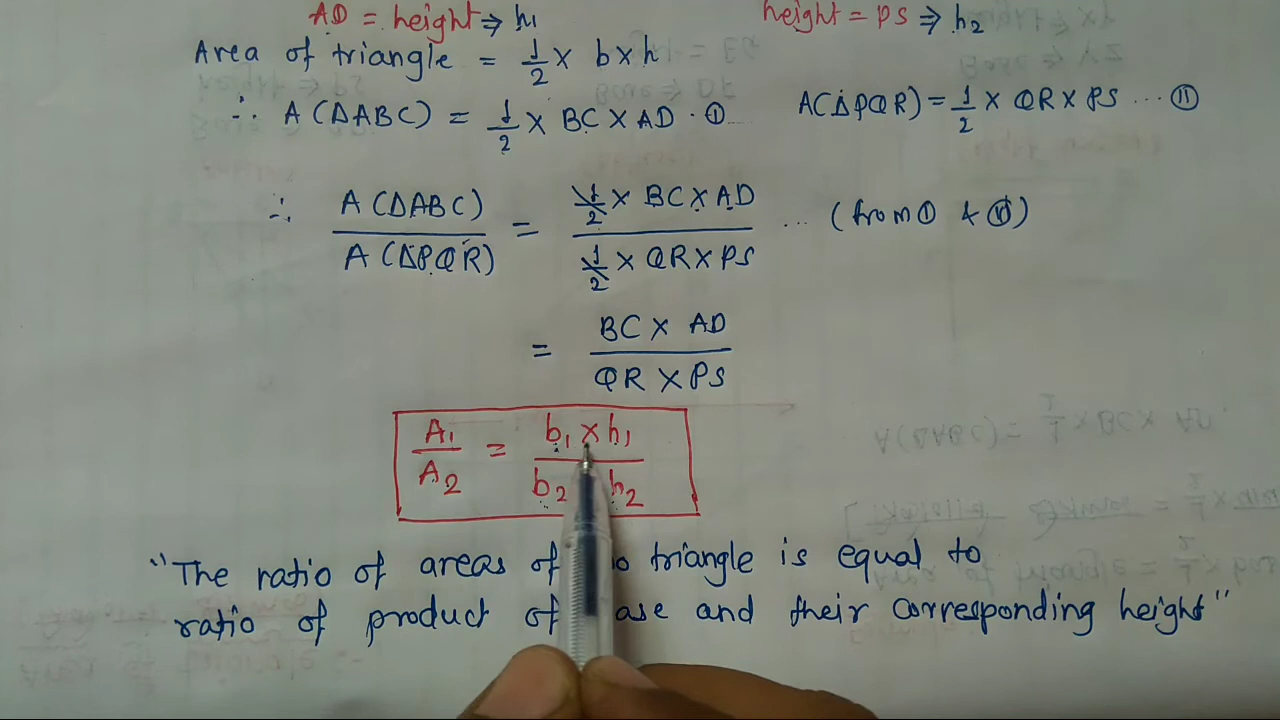 AD = height ⇒ h₁
height = PS ⇒ h₂
Area of triangle = 1/2 × b × h
∴ A(ΔABC) = 1/2 × BC × AD . ①
A(ΔPQR) = 1/2 × QR × PS ... ⑪
∴ A(ΔABC) / A(ΔPQR) = 1/2 × BC × AD / 1/2 × QR × PS ... (from ① & ⑪)
= BC × AD / QR × PS
A₁ / A₂ = b₁ × h₁ / b₂ h₂
"The ratio of areas of triangle is equal to
ratio of product of and their corresponding height"